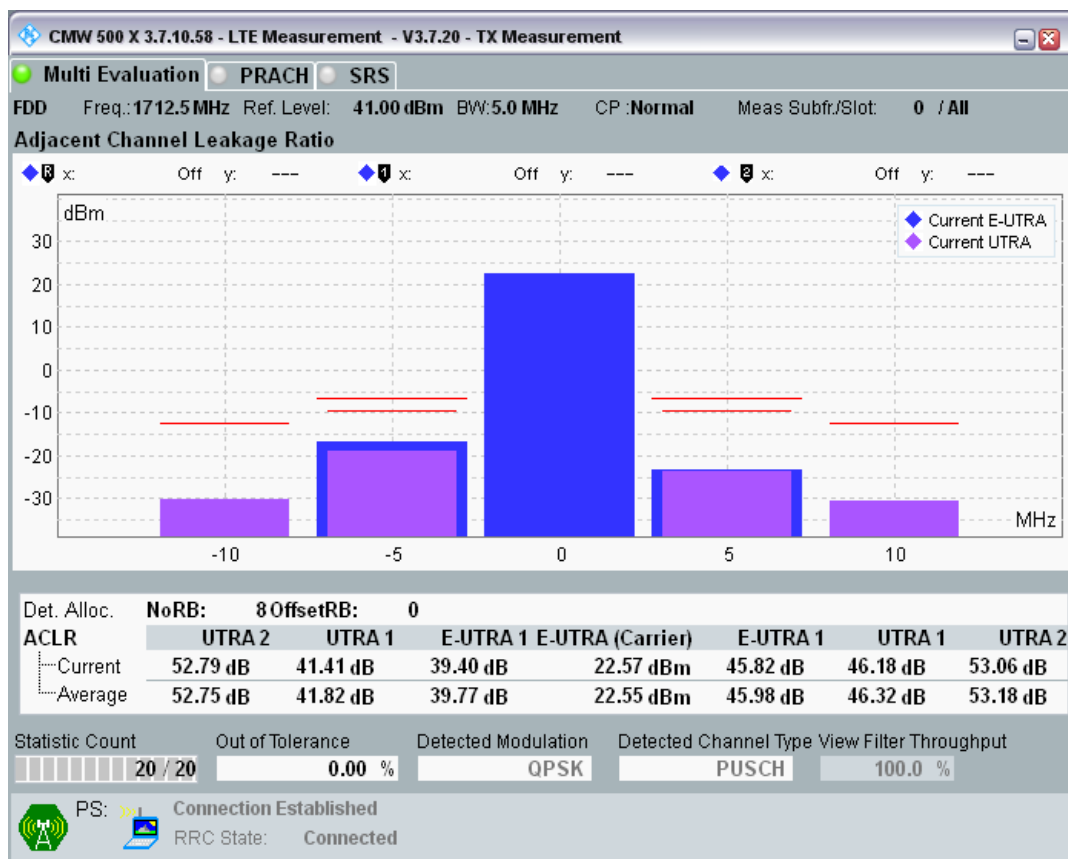 CMW 500 X 3.7.10.58 - LTE Measurement - V3.7.20 - TX Measurement
Multi Evaluation PRACH SRS
FDD Freq.: 1712.5 MHz Ref. Level: 41.00 dBm BW: 5.0 MHz CP : Normal Meas Subfr./Slot: 0 / All
Adjacent Channel Leakage Ratio
R x: Off y: --- 1 x: Off y: --- 2 x: Off y: ---
dBm
Current E-UTRA
Current UTRA
30
20
10
0
-10
-20
-30
MHz
-10 -5 0 5 10
Det. Alloc. NoRB: 8 OffsetRB: 0
ACLR UTRA 2 UTRA 1 E-UTRA 1 E-UTRA (Carrier) E-UTRA 1 UTRA 1 UTRA 2
Current 52.79 dB 41.41 dB 39.40 dB 22.57 dBm 45.82 dB 46.18 dB 53.06 dB
Average 52.75 dB 41.82 dB 39.77 dB 22.55 dBm 45.98 dB 46.32 dB 53.18 dB
Statistic Count Out of Tolerance Detected Modulation Detected Channel Type View Filter Throughput
20 / 20 0.00 % QPSK PUSCH 100.0 %
PS: Connection Established
RRC State: Connected